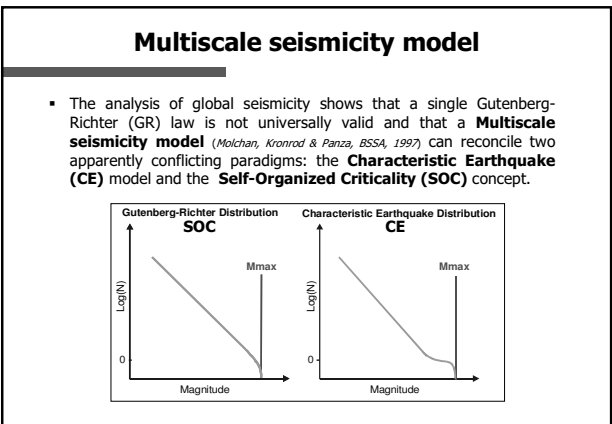 Multiscale seismicity model
▪ The analysis of global seismicity shows that a single Gutenberg-
Richter (GR) law is not universally valid and that a Multiscale
seismicity model (Molchan, Kronrod & Panza, BSSA, 1997) can reconcile two
apparently conflicting paradigms: the Characteristic Earthquake
(CE) model and the Self-Organized Criticality (SOC) concept.
Gutenberg-Richter Distribution
SOC
Mmax
Log(N)
0
Magnitude
Characteristic Earthquake Distribution
CE
Mmax
Log(N)
0
Magnitude